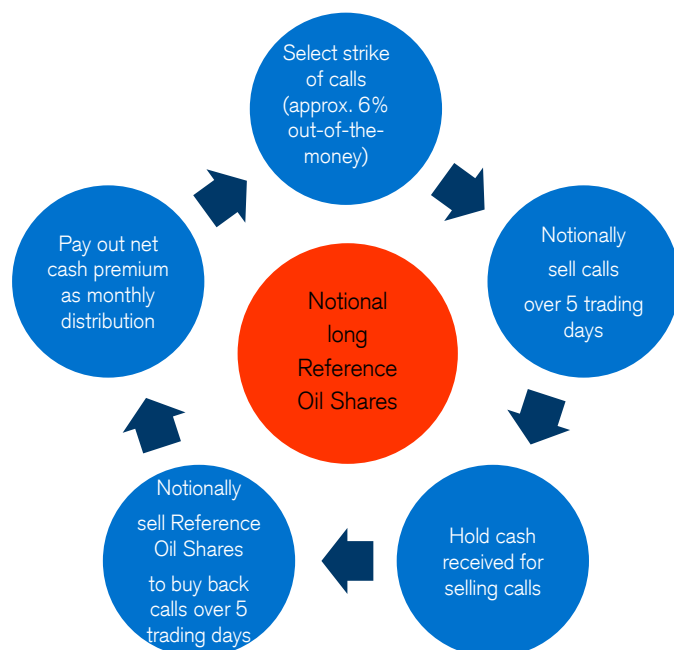 Select strike
of calls
(approx. 6%
out-of-the-
money)
Notionally
sell calls
over 5 trading
days
Hold cash
received for
selling calls
Notionally
sell Reference
Oil Shares
to buy back
calls over 5
trading days
Pay out net
cash premium
as monthly
distribution
Notional
long
Reference
Oil Shares